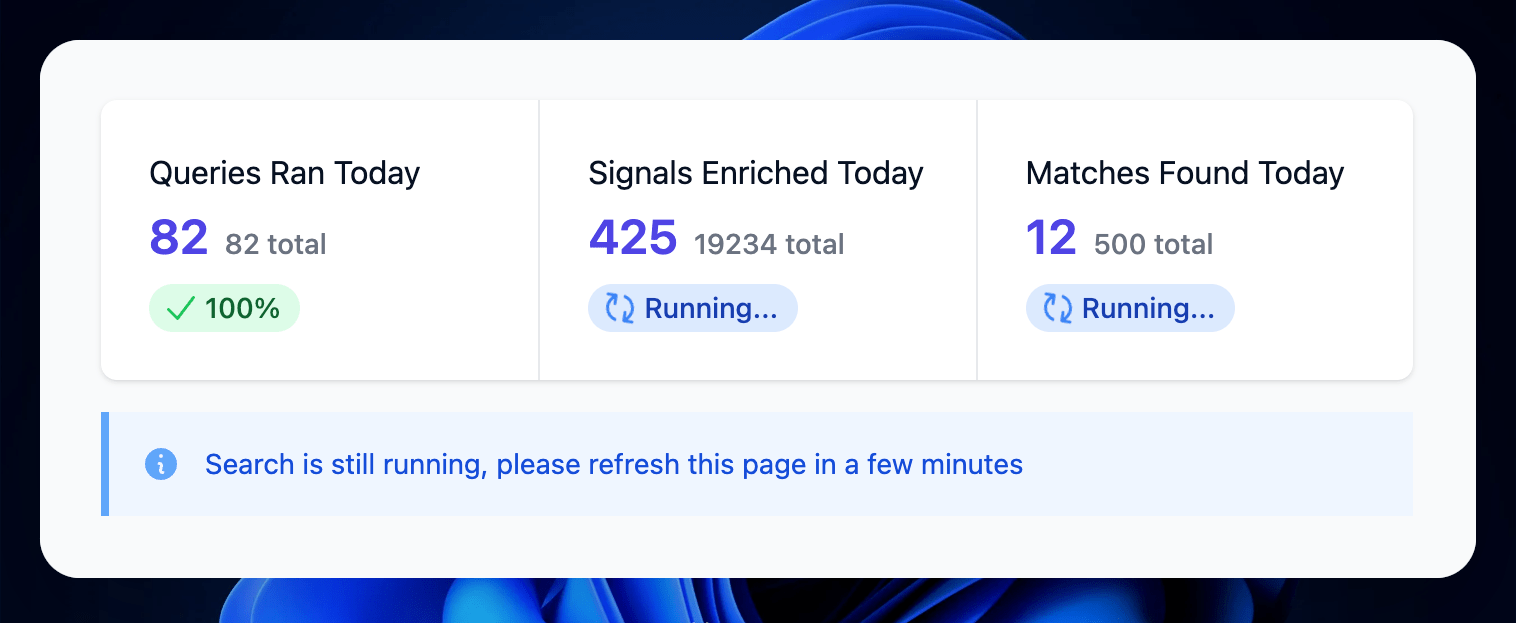 Queries Ran Today
82 82 total
100%
Signals Enriched Today
425 19234 total
Running...
Matches Found Today
12 500 total
Running...
Search is still running, please refresh this page in a few minutes